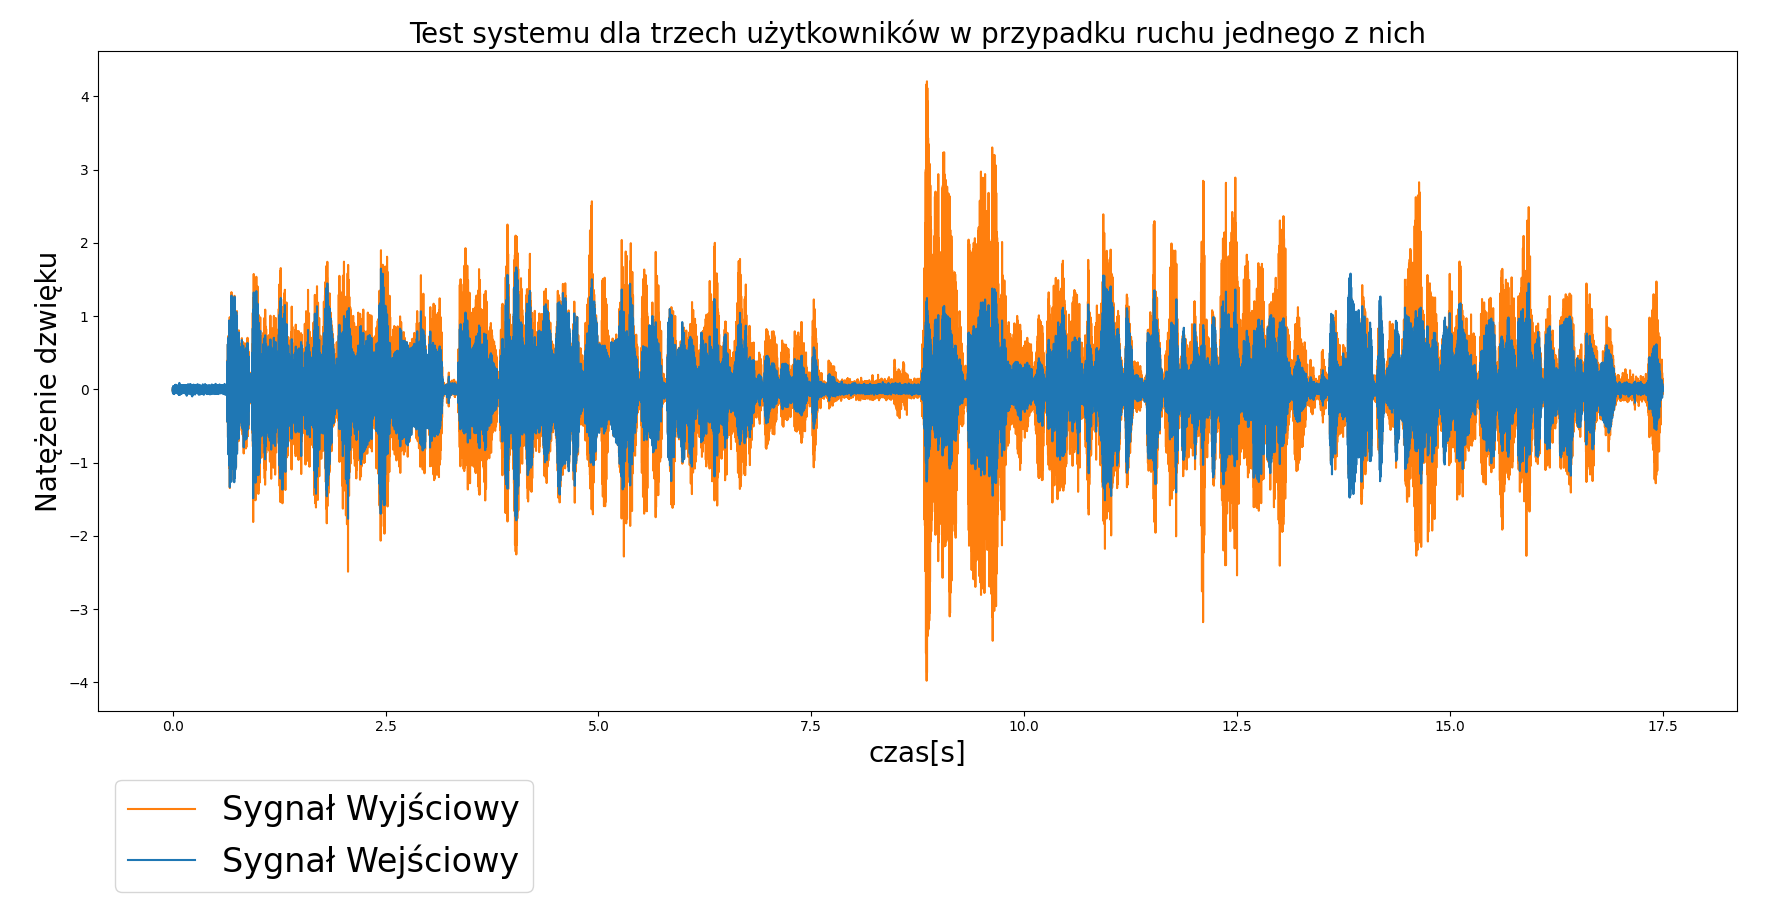 Test systemu dla trzech użytkowników w przypadku ruchu jednego z nich
Natężenie dzwięku
4
3
2
1
0
−1
−2
−3
−4
0.0 2.5 5.0 7.5 10.0 12.5 15.0 17.5
czas[s]
Sygnał Wyjściowy
Sygnał Wejściowy